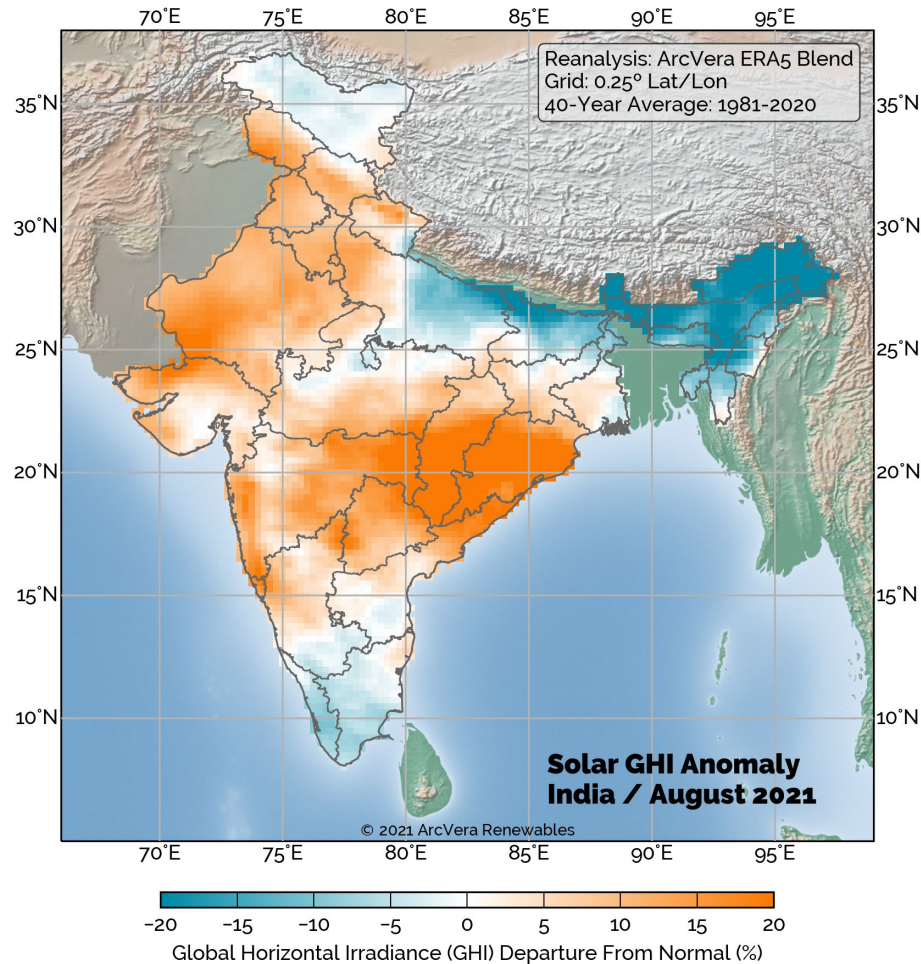 70°E 75°E 80°E 85°E 90°E 95°E
Reanalysis: ArcVera ERA5 Blend
Grid: 0.25º Lat/Lon
40-Year Average: 1981-2020
35°N 35°N
30°N 30°N
25°N 25°N
20°N 20°N
15°N 15°N
10°N 10°N
Solar GHI Anomaly
India / August 2021
© 2021 ArcVera Renewables
70°E 75°E 80°E 85°E 90°E 95°E
−20 −15 −10 −5 0 5 10 15 20
Global Horizontal Irradiance (GHI) Departure From Normal (%)